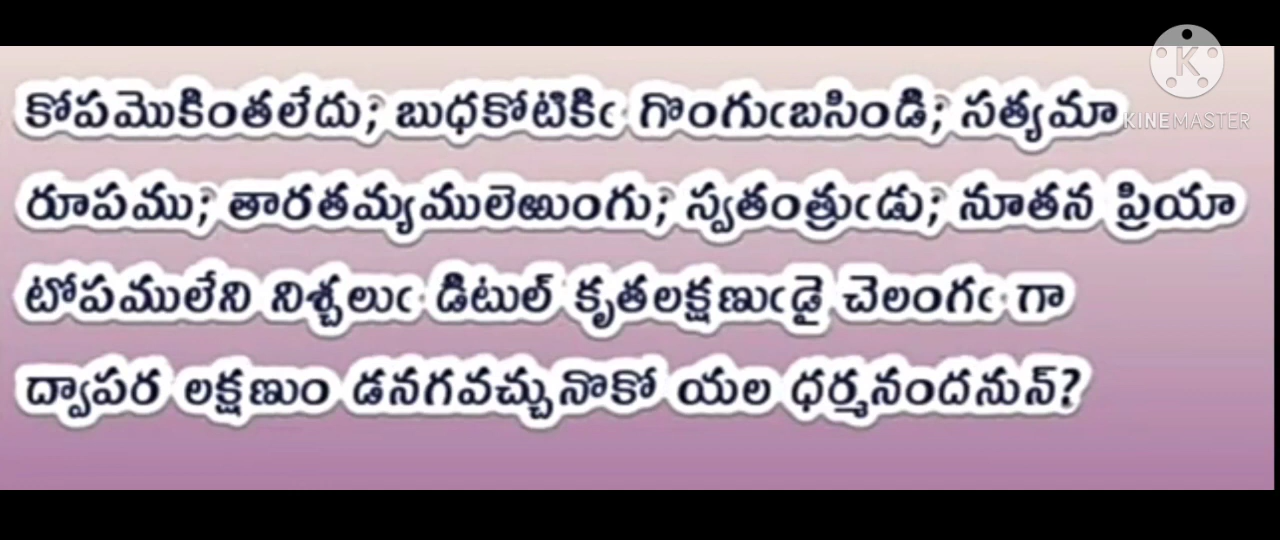 కోపమొకింతలేదు; బుధకోటికిఁ గొంగుఁబసిండి; సత్యమా
రూపము; తారతమ్యములెఱుంగు; స్వతంత్రుఁడు; నూతన ప్రియా
టోపములేని నిశ్చలుఁ డిటుల్ కృతలక్షణుఁడై చెలంగఁ గా
ద్వాపర లక్షణుం డనగవచ్చునొకో యల ధర్మనందనున్?
KINEMASTER